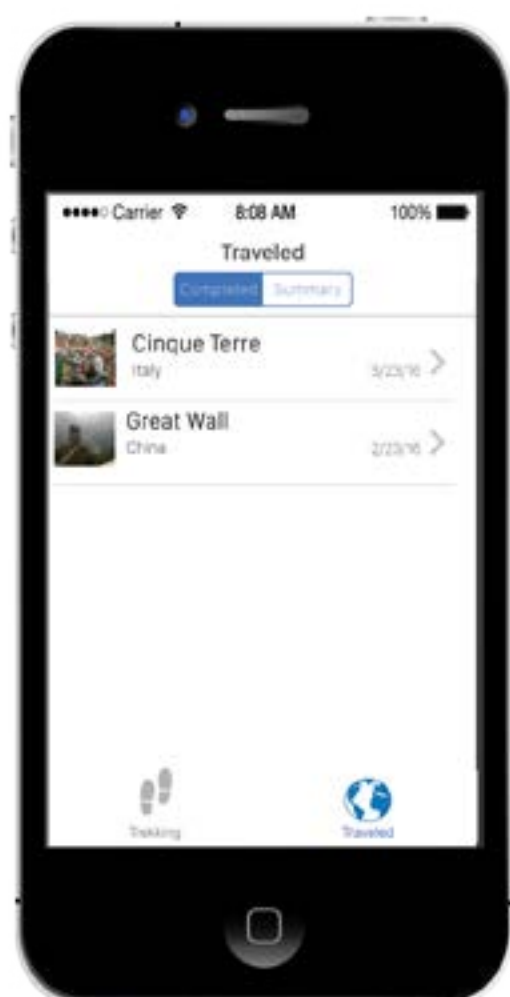 Carrier 8:08 AM 100%
Traveled
Completed Summary
Cinque Terre
Italy 5/23/16
Great Wall
China 2/23/16
Trekking Traveled